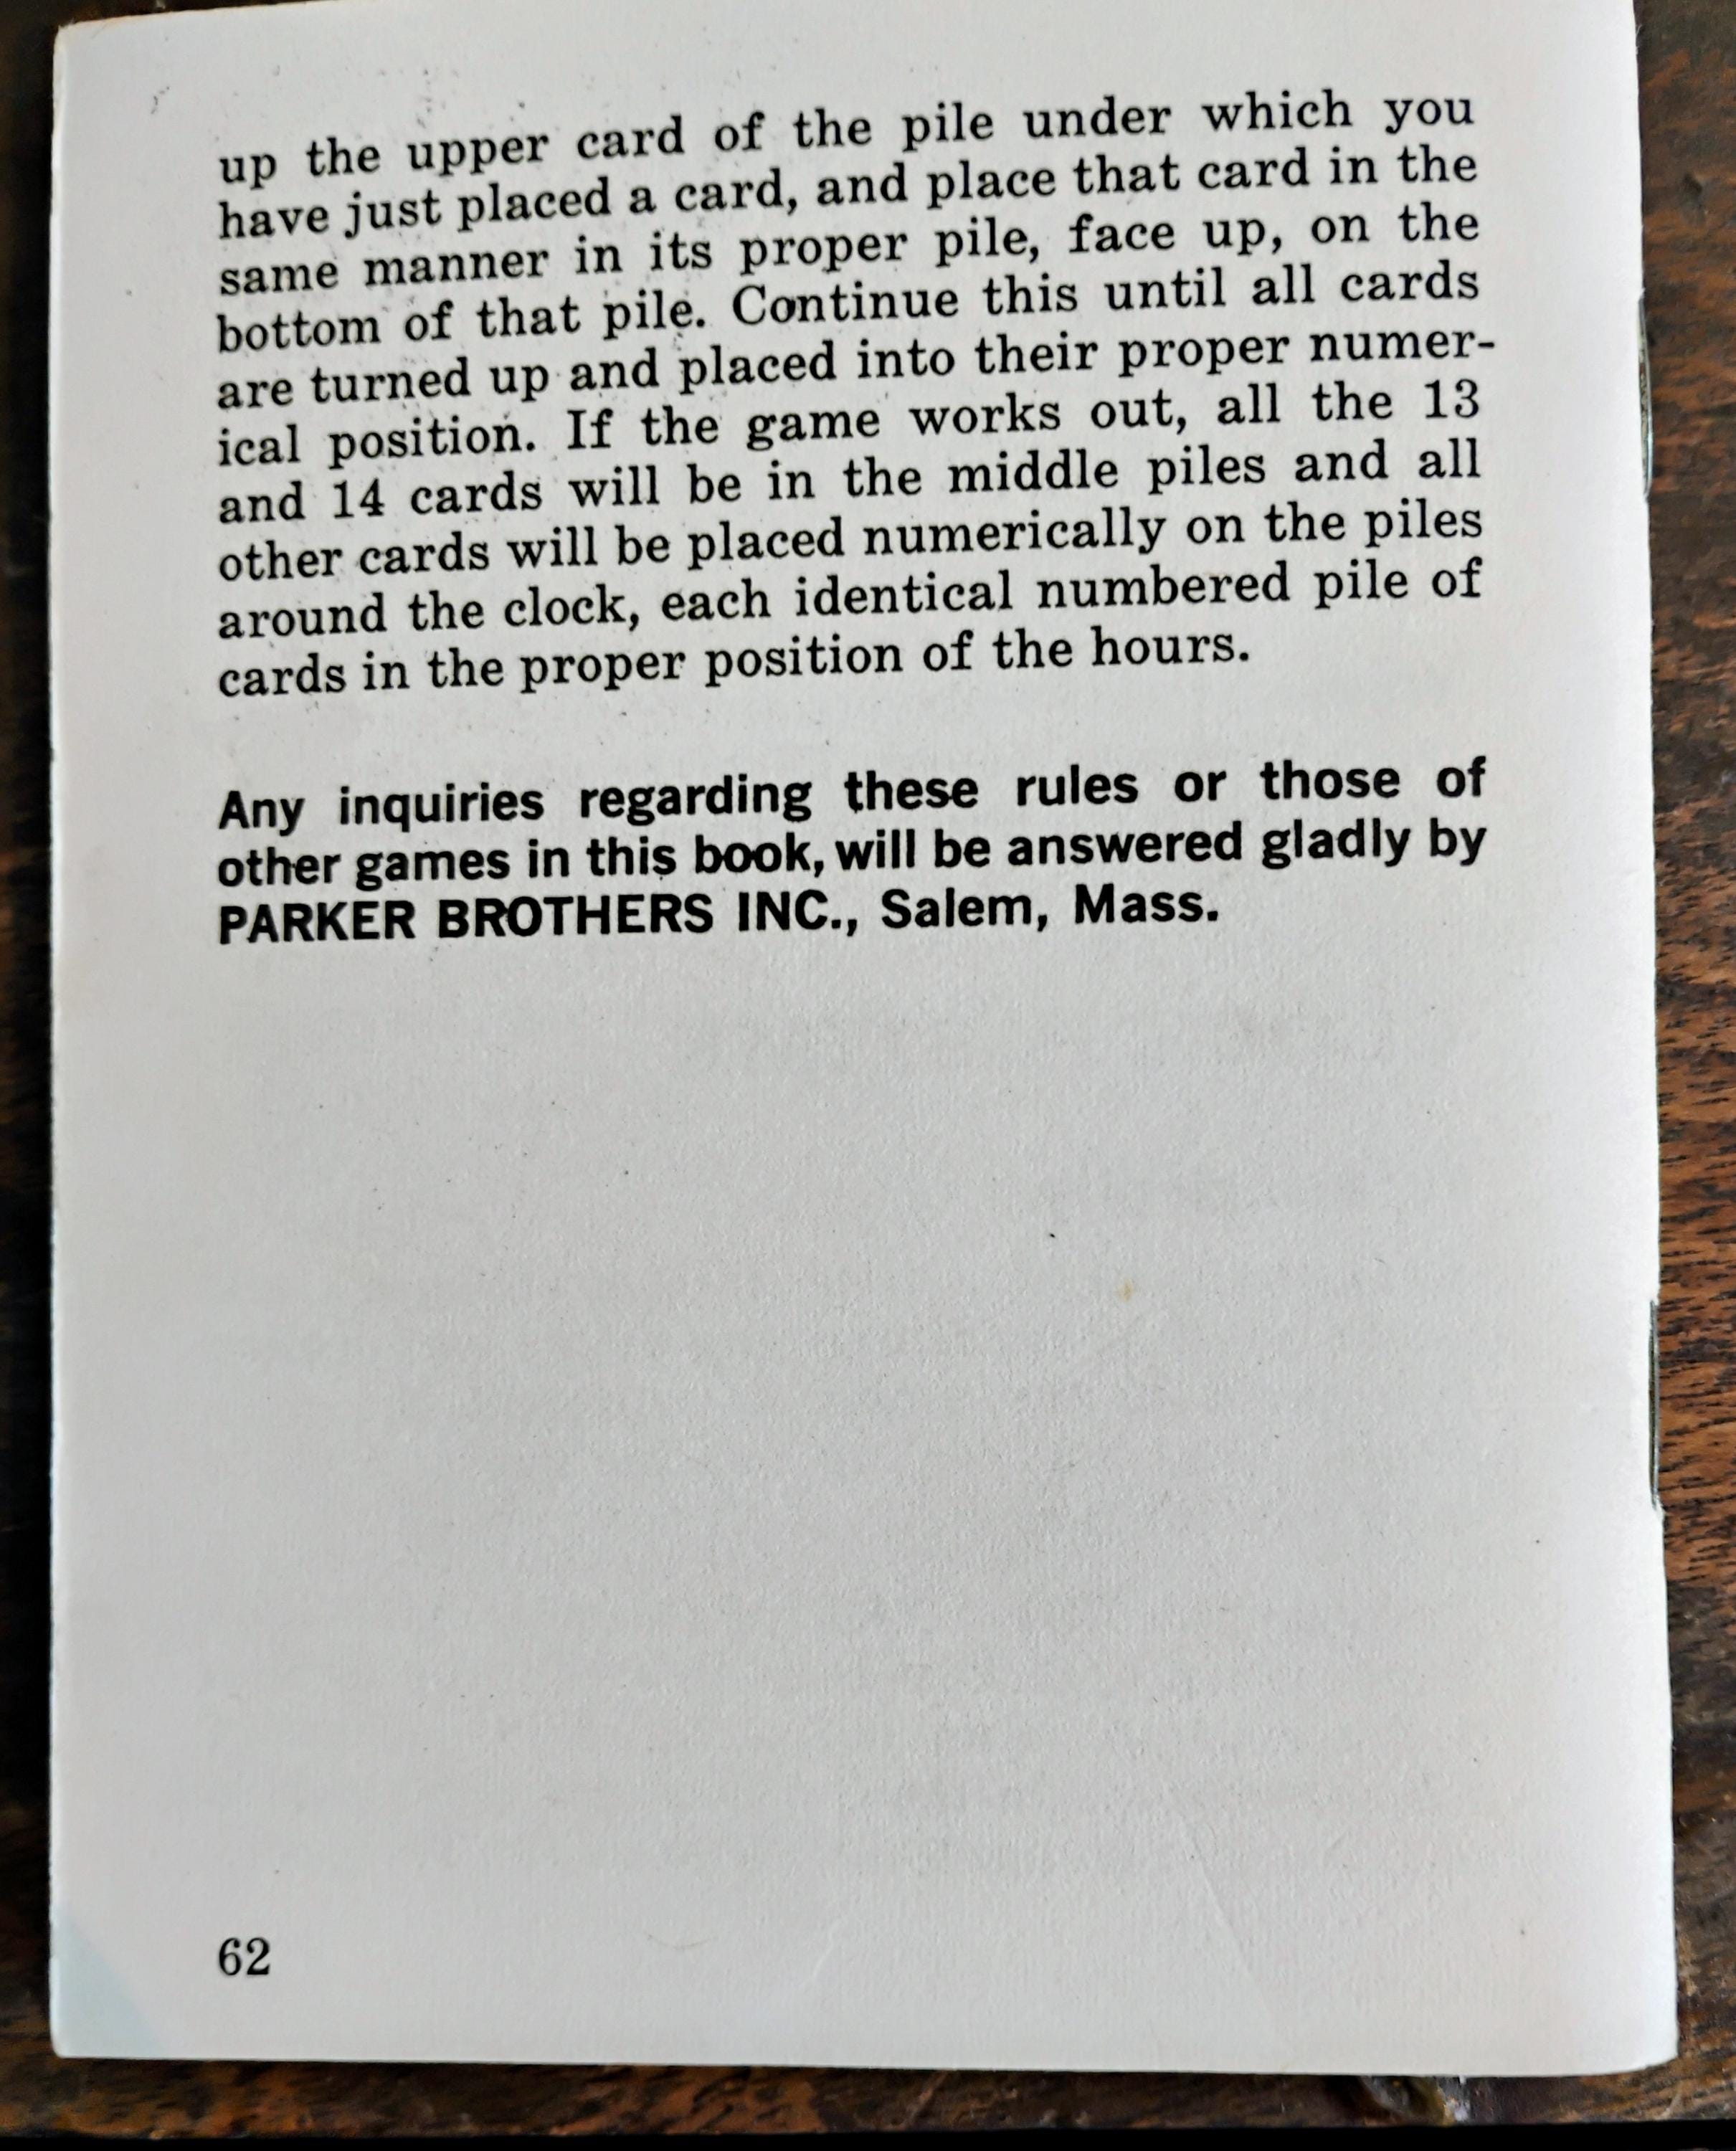 up the upper card of the pile under which you
have just placed a card, and place that card in the
same manner in its proper pile, face up, on the
bottom of that pile. Continue this until all cards
are turned up and placed into their proper numer-
ical position. If the game works out, all the 13
and 14 cards will be in the middle piles and all
other cards will be placed numerically on the piles
around the clock, each identical numbered pile of
cards in the proper position of the hours.
Any inquiries regarding these rules or those of
other games in this book, will be answered gladly by
PARKER BROTHERS INC., Salem, Mass.
62